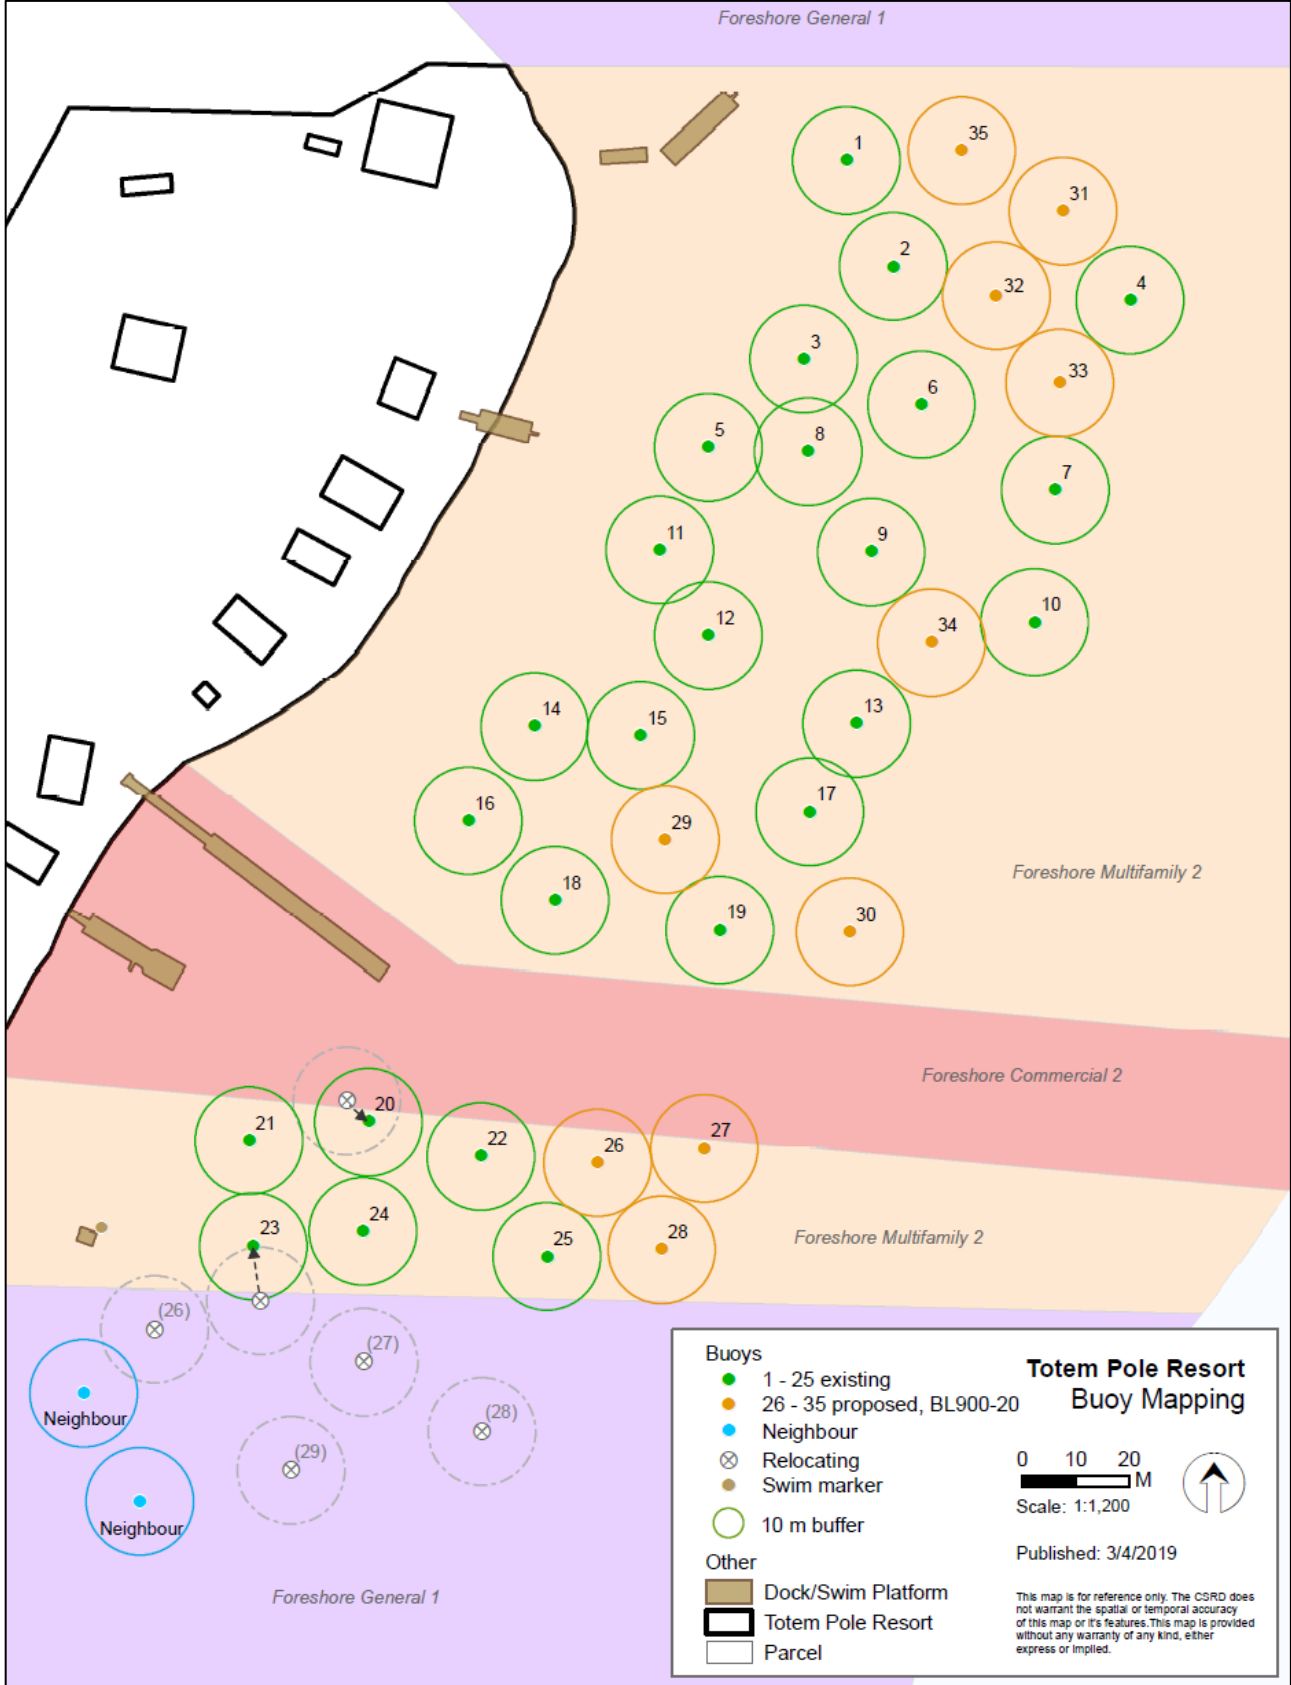 Foreshore General 1
1
35
31
2
32
4
3
33
6
5
8
7
11
9
10
12
34
14
15
13
16
17
29
18
19
30
Foreshore Multifamily 2
Foreshore Commercial 2
20
21
22
26
27
23
24
25
28
Foreshore Multifamily 2
(26)
(27)
(28)
(29)
Neighbour
Neighbour
Foreshore General 1
Buoys
1 - 25 existing
26 - 35 proposed, BL900-20
Neighbour
Relocating
Swim marker
10 m buffer
Other
Dock/Swim Platform
Totem Pole Resort
Parcel
Totem Pole Resort
Buoy Mapping
0 10 20
M
Scale: 1:1,200
Published: 3/4/2019
This map is for reference only. The CSRD does
not warrant the spatial or temporal accuracy
of this map or it's features.This map is provided
without any warranty of any kind, either
express or implied.